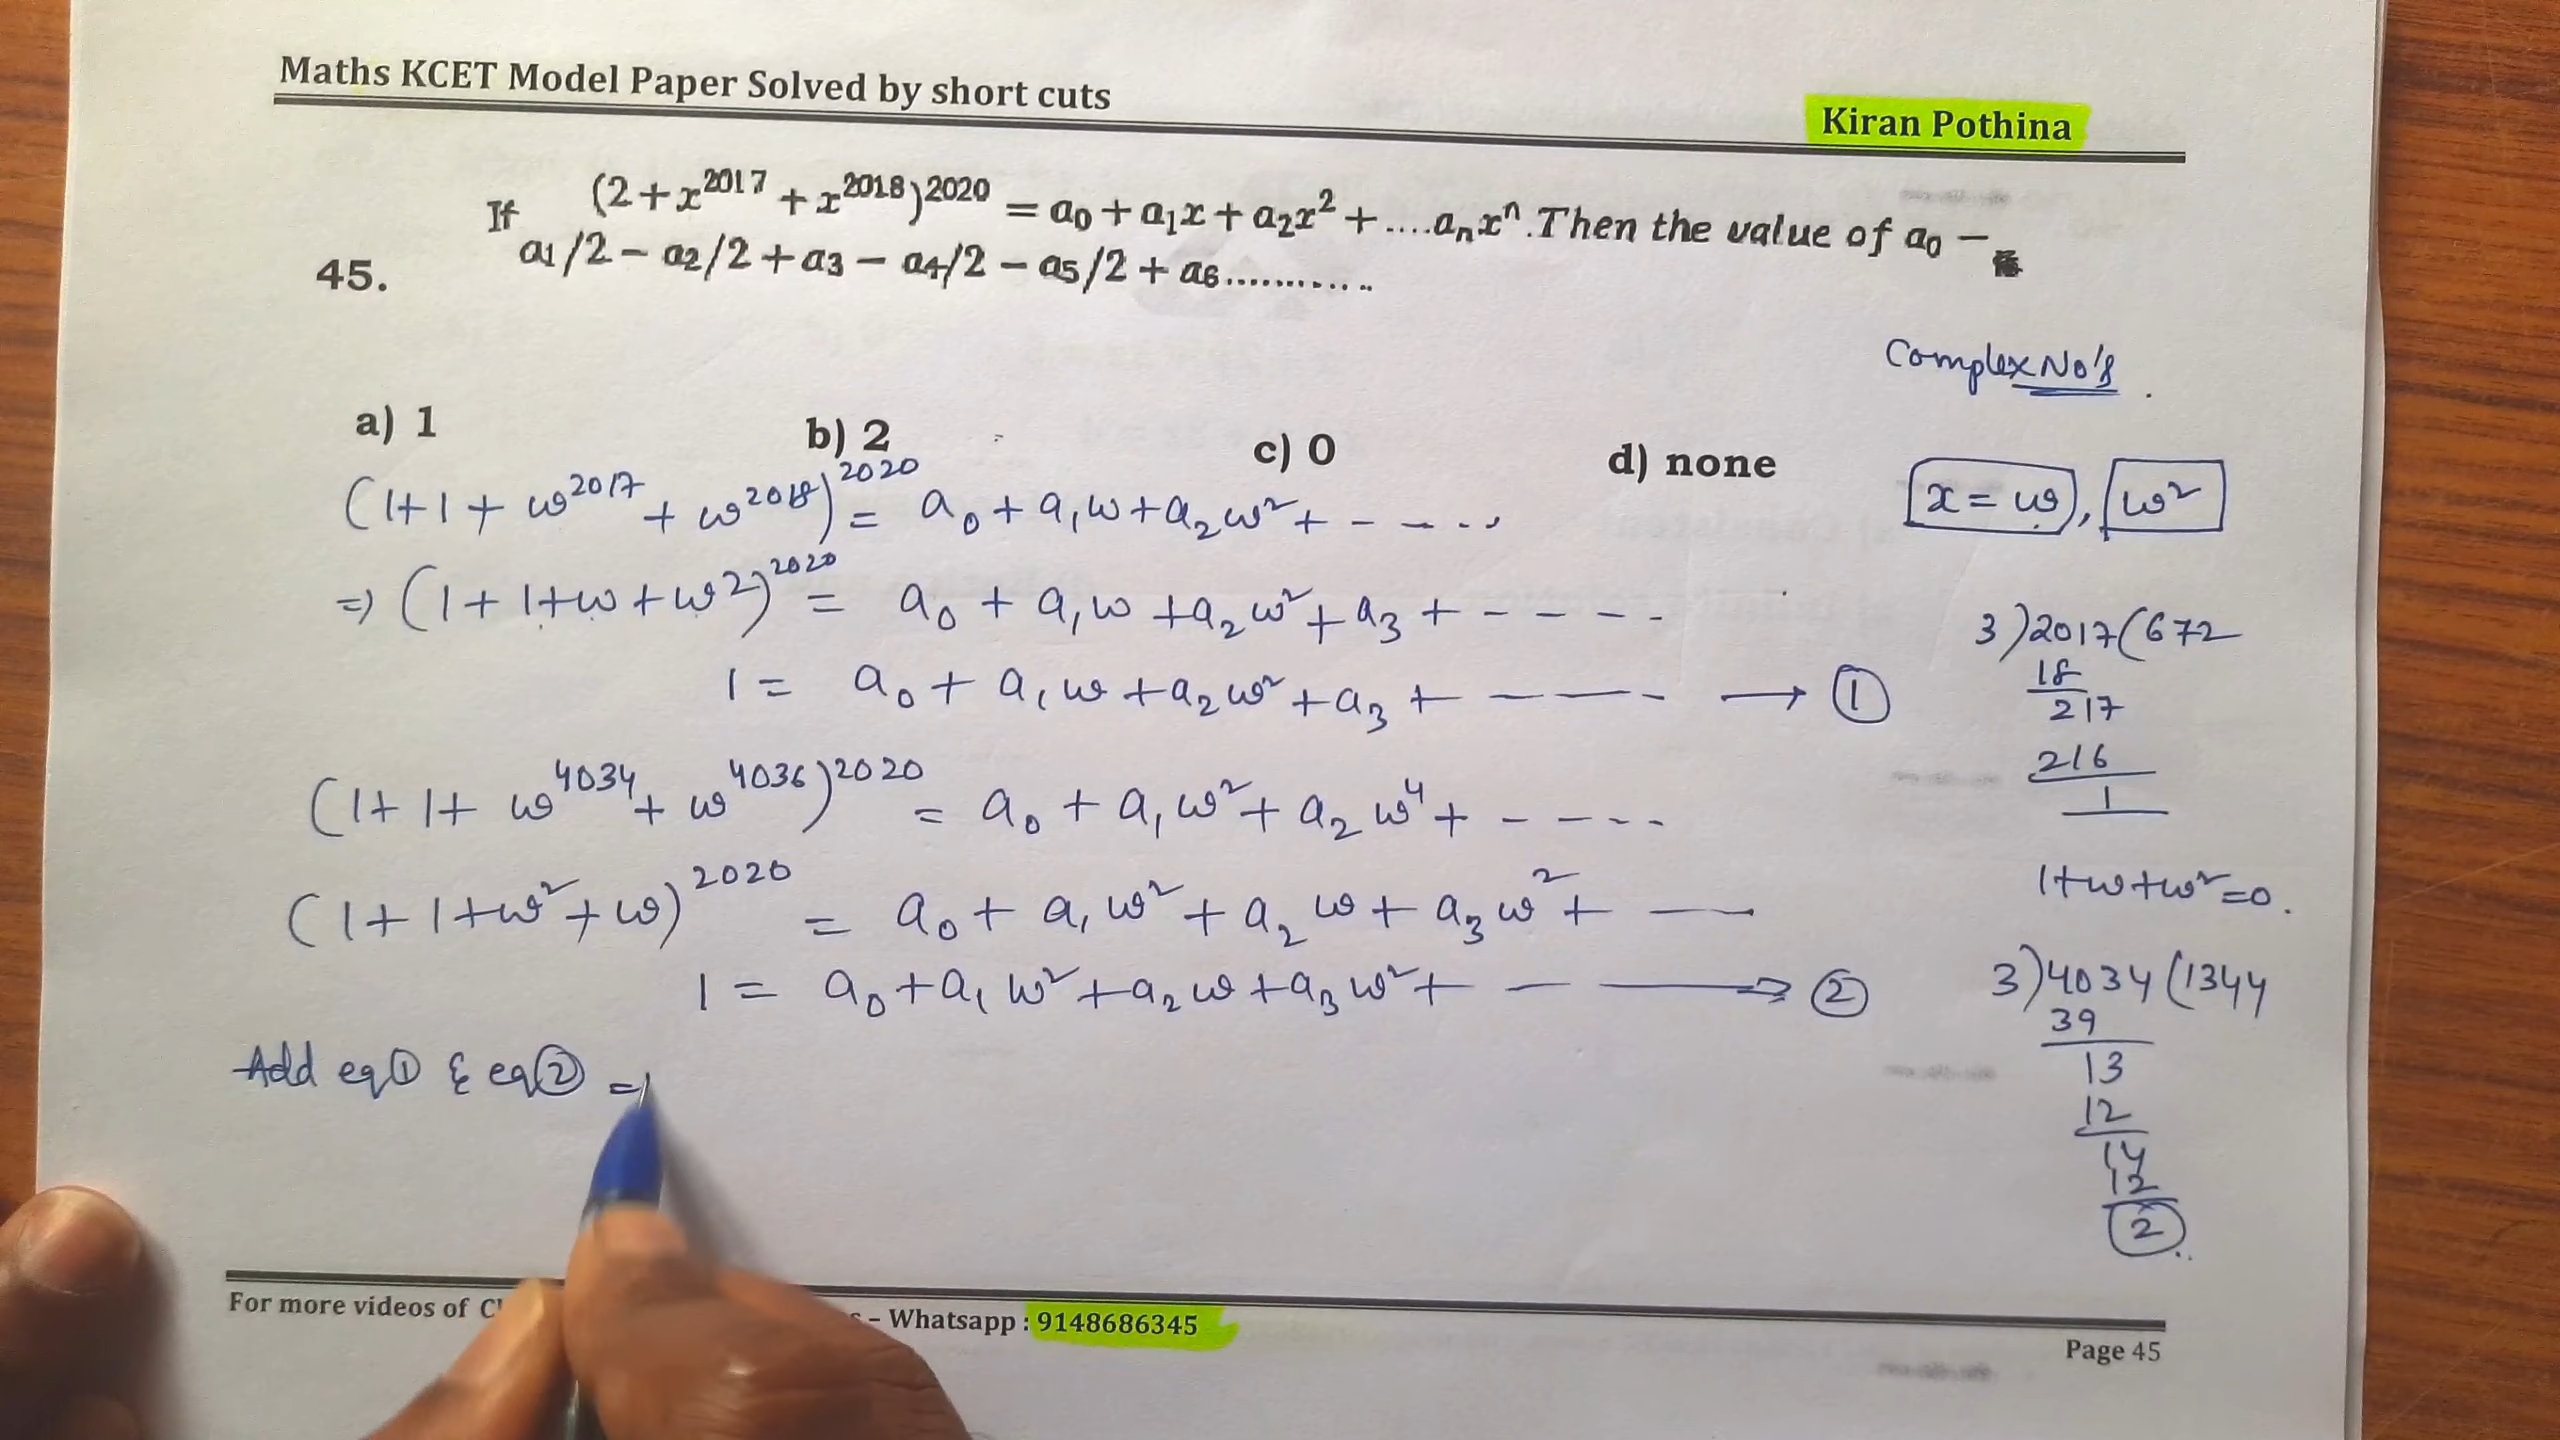 Maths KCET Model Paper Solved by short cuts
Kiran Pothina
If (2+x^2017 + x^2018)^2020 = a0 + a1x + a2x^2 + ....anx^n .Then the value of a0 −
45. a1/2 − a2/2 + a3 − a4/2 − a5/2 + a6............
Complex No's .
a) 1 b) 2 c) 0 d) none
x = ω , ω^2
(1+1 + ω^2017 + ω^2018)^2020 = a0 + a1ω + a2ω^2 + - - - -
⇒ (1 + 1+ω + ω^2)^2020 = a0 + a1ω + a2ω^2 + a3 + - - - -
1 = a0 + a1ω + a2ω^2 + a3 + - - - → ①
(1+1+ ω^4034 + ω^4036)^2020 = a0 + a1ω^2 + a2ω^4 + - - - -
(1+1+ω^2+ω)^2020 = a0 + a1ω^2 + a2ω + a3ω^2 + - -
1 = a0 + a1ω^2 + a2ω + a3ω^2 + - → ②
Add eq① & eq② =
3)2017(672
18
217
216
1
1+ω+ω^2=0.
3)4034(1344
39
13
12
14
12
2
For more videos of
- Whatsapp : 9148686345
Page 45